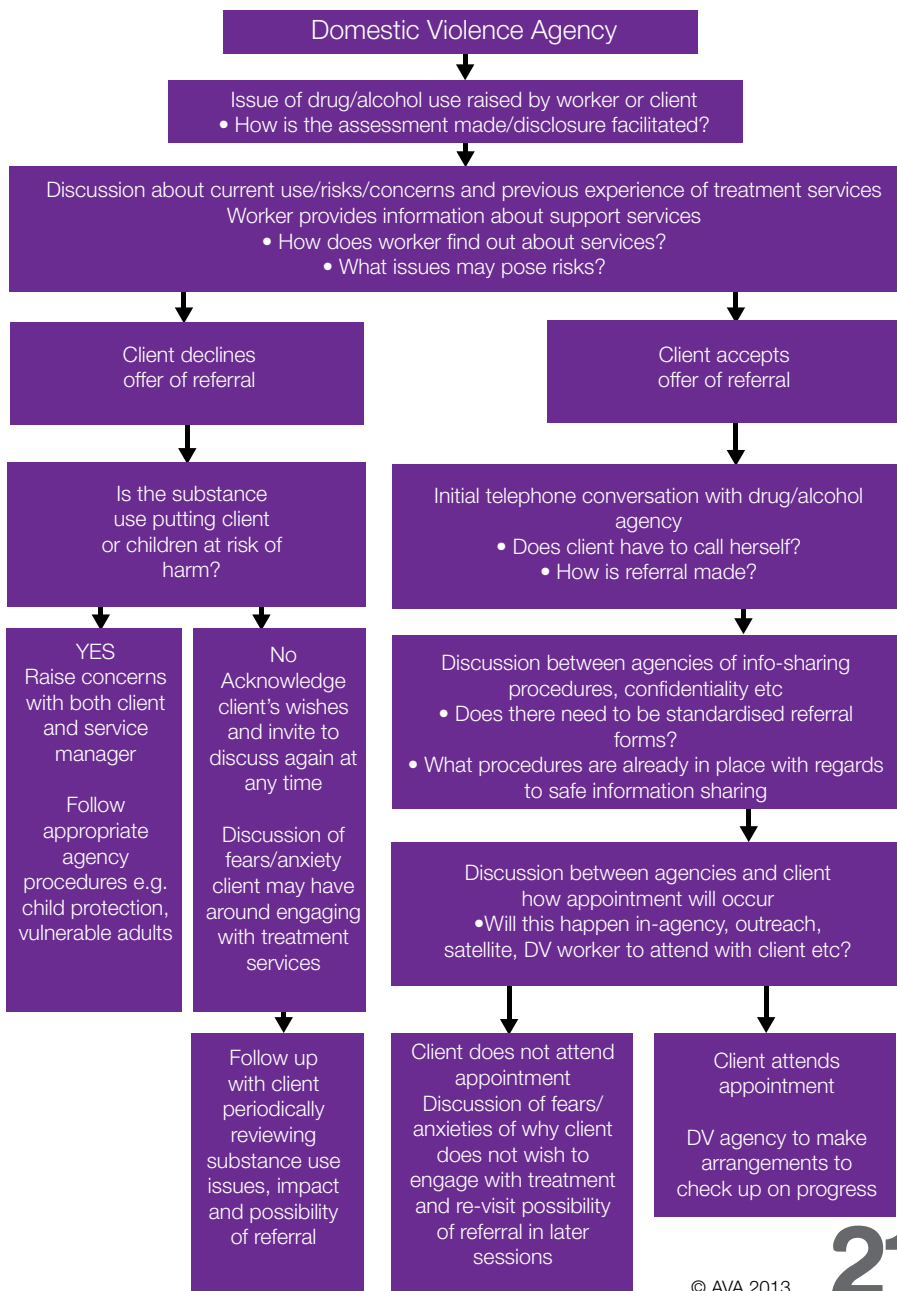 Domestic Violence Agency
Issue of drug/alcohol use raised by worker or client
• How is the assessment made/disclosure facilitated?
Discussion about current use/risks/concerns and previous experience of treatment services
Worker provides information about support services
• How does worker find out about services?
• What issues may pose risks?
Client declines
offer of referral
Client accepts
offer of referral
Is the substance
use putting client
or children at risk of
harm?
Initial telephone conversation with drug/alcohol
agency
• Does client have to call herself?
• How is referral made?
YES
Raise concerns
with both client
and service
manager
Follow
appropriate
agency
procedures e.g.
child protection,
vulnerable adults
No
Acknowledge
client’s wishes
and invite to
discuss again at
any time
Discussion of
fears/anxiety
client may have
around engaging
with treatment
services
Discussion between agencies of info-sharing
procedures, confidentiality etc
• Does there need to be standardised referral
forms?
• What procedures are already in place with regards
to safe information sharing
Discussion between agencies and client
how appointment will occur
•Will this happen in-agency, outreach,
satellite, DV worker to attend with client etc?
Follow up
with client
periodically
reviewing
substance use
issues, impact
and possibility
of referral
Client does not attend
appointment
Discussion of fears/
anxieties of why client
does not wish to
engage with treatment
and re-visit possibility
of referral in later
sessions
Client attends
appointment
DV agency to make
arrangements to
check up on progress
© AVA 2013
21